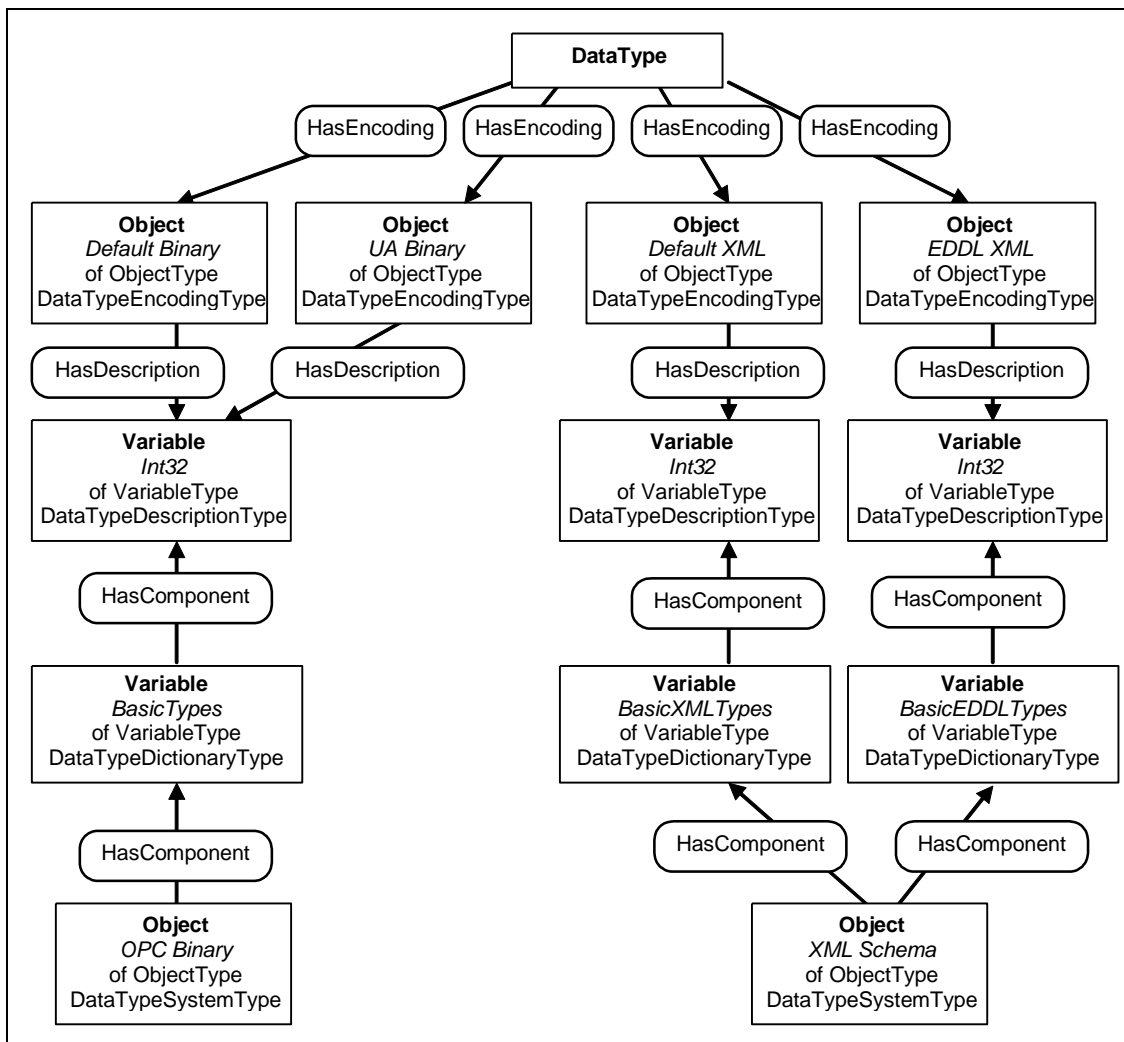 DataType
HasEncoding
HasEncoding
HasEncoding
HasEncoding
Object
Default Binary
of ObjectType
DataTypeEncodingType
Object
UA Binary
of ObjectType
DataTypeEncodingType
Object
Default XML
of ObjectType
DataTypeEncodingType
Object
EDDL XML
of ObjectType
DataTypeEncodingType
HasDescription
HasDescription
HasDescription
HasDescription
Variable
Int32
of VariableType
DataTypeDescriptionType
Variable
Int32
of VariableType
DataTypeDescriptionType
Variable
Int32
of VariableType
DataTypeDescriptionType
HasComponent
HasComponent
HasComponent
Variable
BasicTypes
of VariableType
DataTypeDictionaryType
Variable
BasicXMLTypes
of VariableType
DataTypeDictionaryType
Variable
BasicEDDLTypes
of VariableType
DataTypeDictionaryType
HasComponent
HasComponent
HasComponent
Object
OPC Binary
of ObjectType
DataTypeSystemType
Object
XML Schema
of ObjectType
DataTypeSystemType